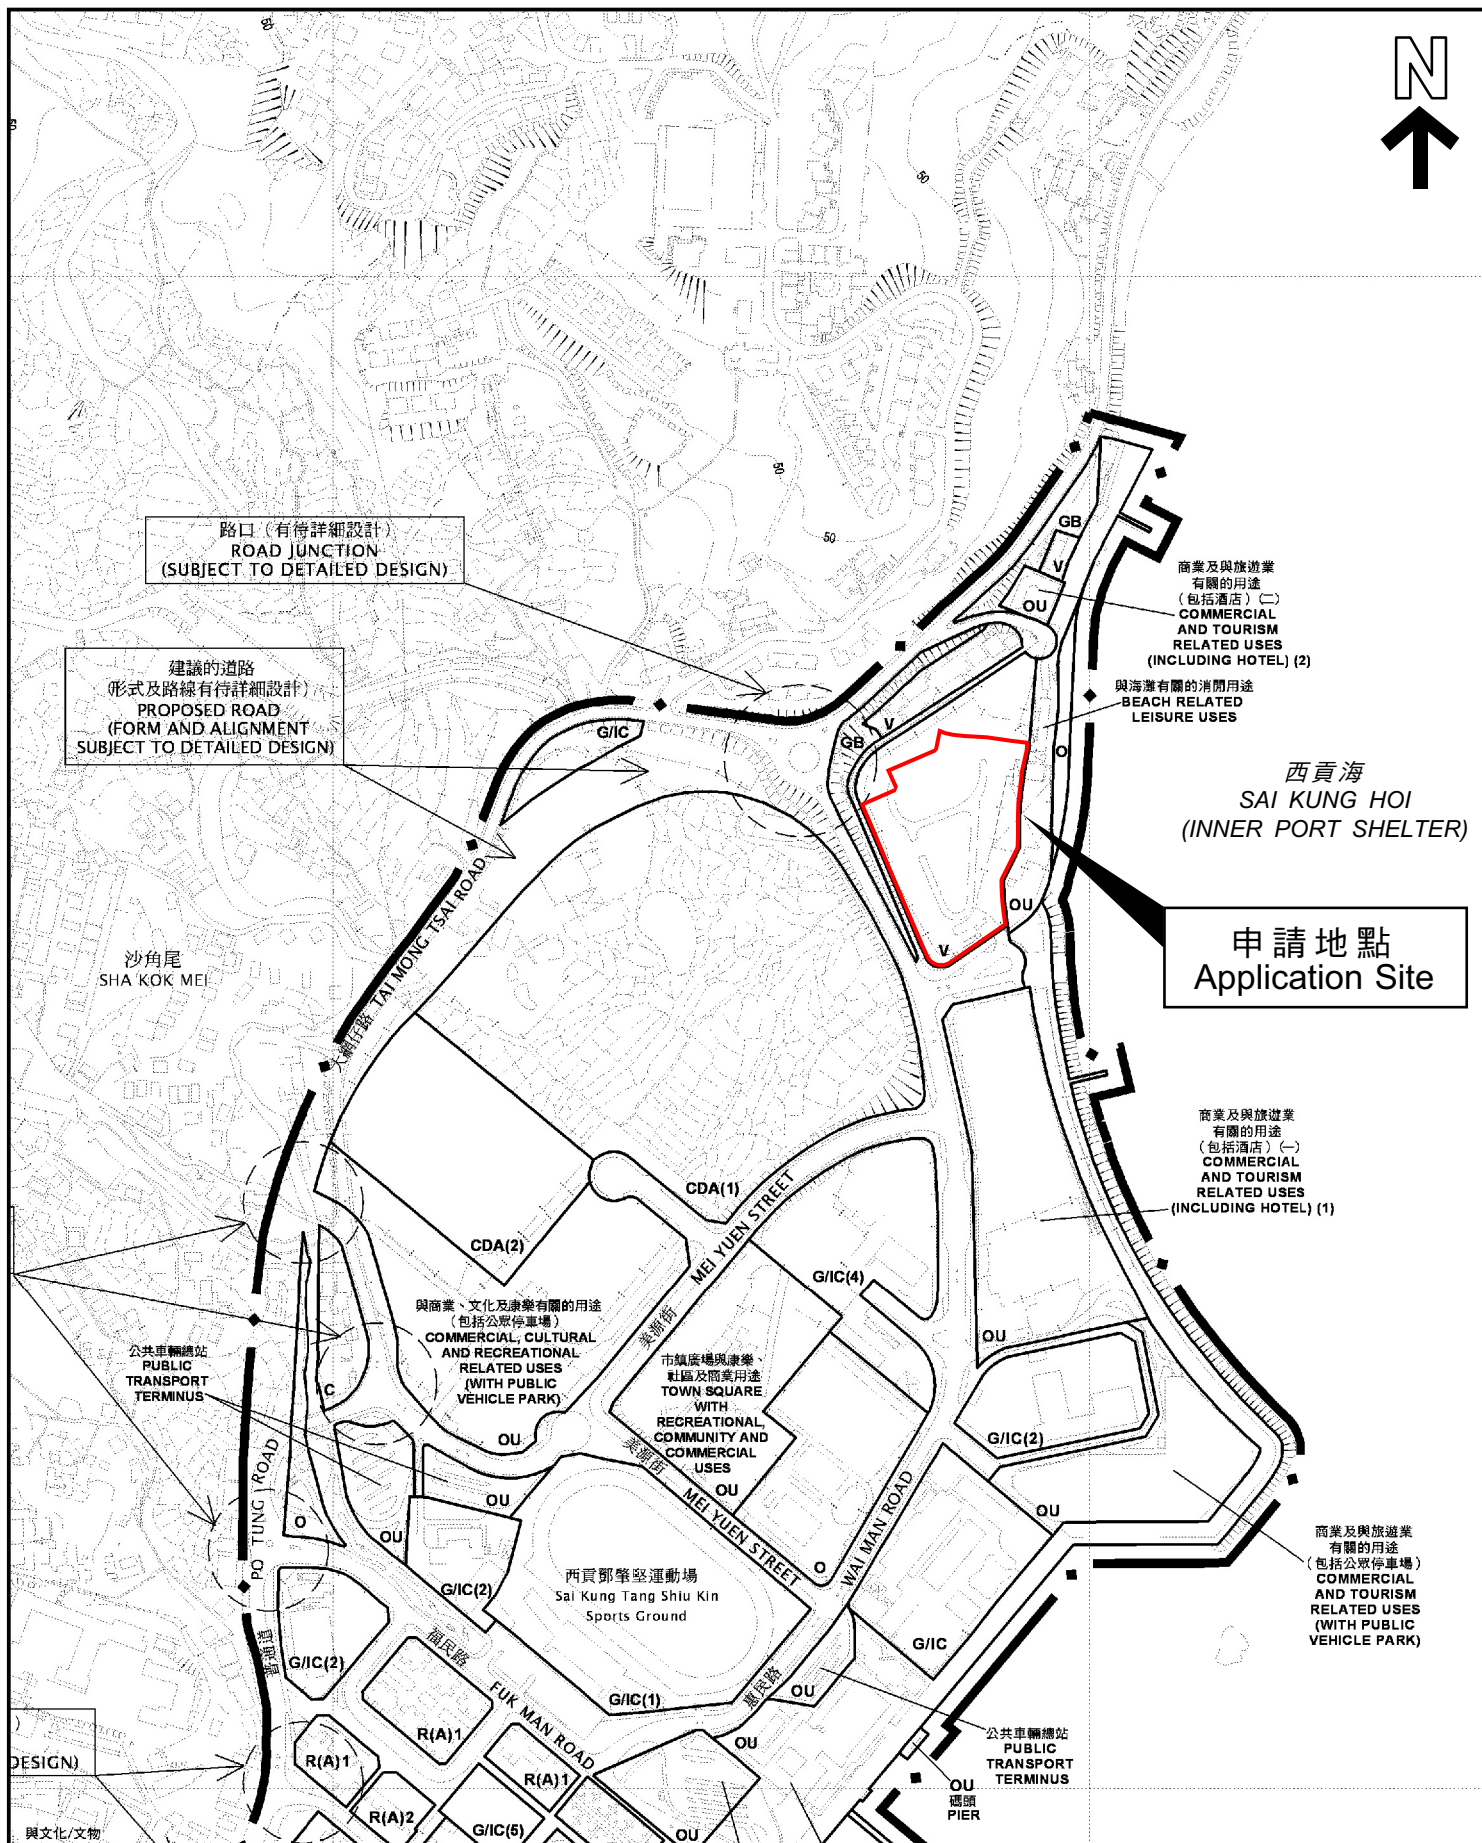 N
50
50
50
50
50
路口（有待詳細設計）
ROAD JUNCTION
(SUBJECT TO DETAILED DESIGN)
建議的道路
(形式及路線有待詳細設計)
PROPOSED ROAD
(FORM AND ALIGNMENT
SUBJECT TO DETAILED DESIGN)
GB
V
OU
商業及與旅遊業
有關的用途
（包括酒店）(二)
COMMERCIAL
AND TOURISM
RELATED USES
(INCLUDING HOTEL) (2)
與海灘有關的消閒用途
BEACH RELATED
LEISURE USES
G/IC
GB
V
O
西貢海
SAI KUNG HOI
(INNER PORT SHELTER)
OU
V
申請地點
Application Site
沙角尾
SHA KOK MEI
大網仔路 TAI MONG TSAI ROAD
商業及與旅遊業
有關的用途
（包括酒店）(一)
COMMERCIAL
AND TOURISM
RELATED USES
(INCLUDING HOTEL) (1)
CDA(1)
CDA(2)
美源街 MEI YUEN STREET
G/IC(4)
OU
與商業、文化及康樂有關的用途
（包括公眾停車場）
COMMERCIAL, CULTURAL
AND RECREATIONAL
RELATED USES
(WITH PUBLIC
VEHICLE PARK)
OU
公共車輛總站
PUBLIC
TRANSPORT
TERMINUS
C
市鎮廣場與康樂、
社區及商業用途
TOWN SQUARE
WITH
RECREATIONAL,
COMMUNITY AND
COMMERCIAL
USES
OU
美源街
MEI YUEN STREET
G/IC(2)
OU
OU
OU
O
普通道
PO TUNG ROAD
G/IC(2)
西貢鄧肇堅運動場
Sai Kung Tang Shiu Kin
Sports Ground
O
惠民路
WAI MAN ROAD
商業及與旅遊業
有關的用途
（包括公眾停車場）
COMMERCIAL
AND TOURISM
RELATED USES
(WITH PUBLIC
VEHICLE PARK)
G/IC
G/IC(2)
福民路
FUK MAN ROAD
G/IC(1)
OU
公共車輛總站
PUBLIC
TRANSPORT
TERMINUS
OU
OU
碼頭
PIER
R(A)1
R(A)1
R(A)1
R(A)2
G/IC(5)
OU
)
DESIGN)
與文化/文物